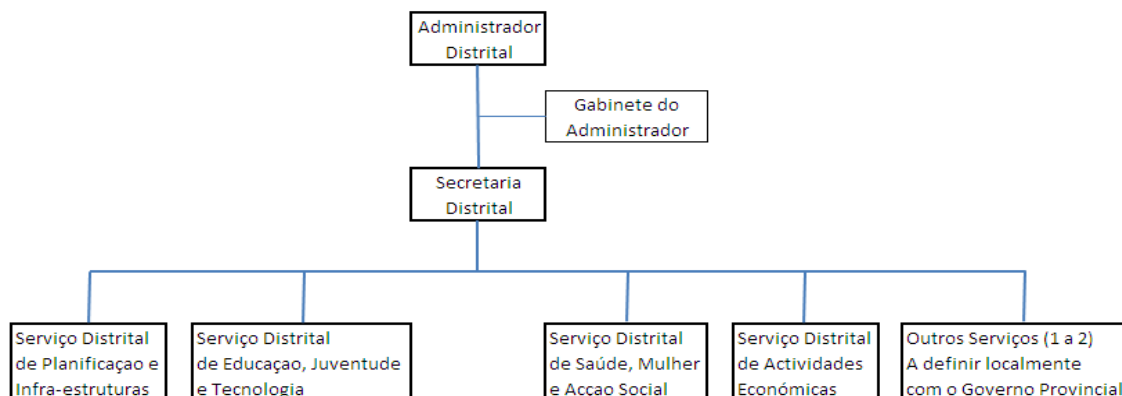 Administrador
Distrital
Gabinete do
Administrador
Secretaria
Distrital
Serviço Distrital
de Planificaçao e
Infra-estruturas
Serviço Distrital
de Educaçao, Juventude
e Tecnologia
Serviço Distrital
de Saúde, Mulher
e Acçao Social
Serviço Distrital
de Actividades
Económicas
Outros Serviços (1 a 2)
A definir localmente
com o Governo Provincial